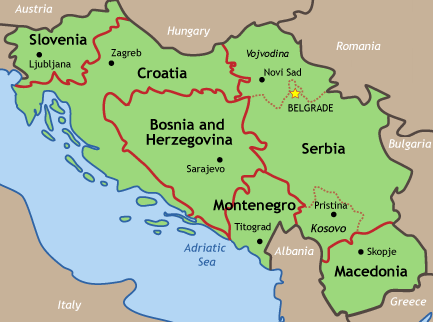 Austria
Hungary
Slovenia
Ljubljana
Zagreb
Croatia
Vojvodina
Novi Sad
Romania
BELGRADE
Bosnia and
Herzegovina
Sarajevo
Serbia
Bulgaria
Montenegro
Titograd
Pristina
Kosovo
Adriatic
Sea
Albania
Skopje
Macedonia
Italy
Greece